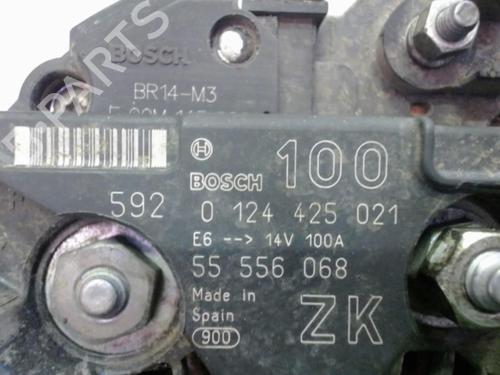 BOSCH
BR14-M3
BOSCH 100
592 0 124 425 021
E6 --> 14V 100A
55 556 068
Made in
Spain ZK
900